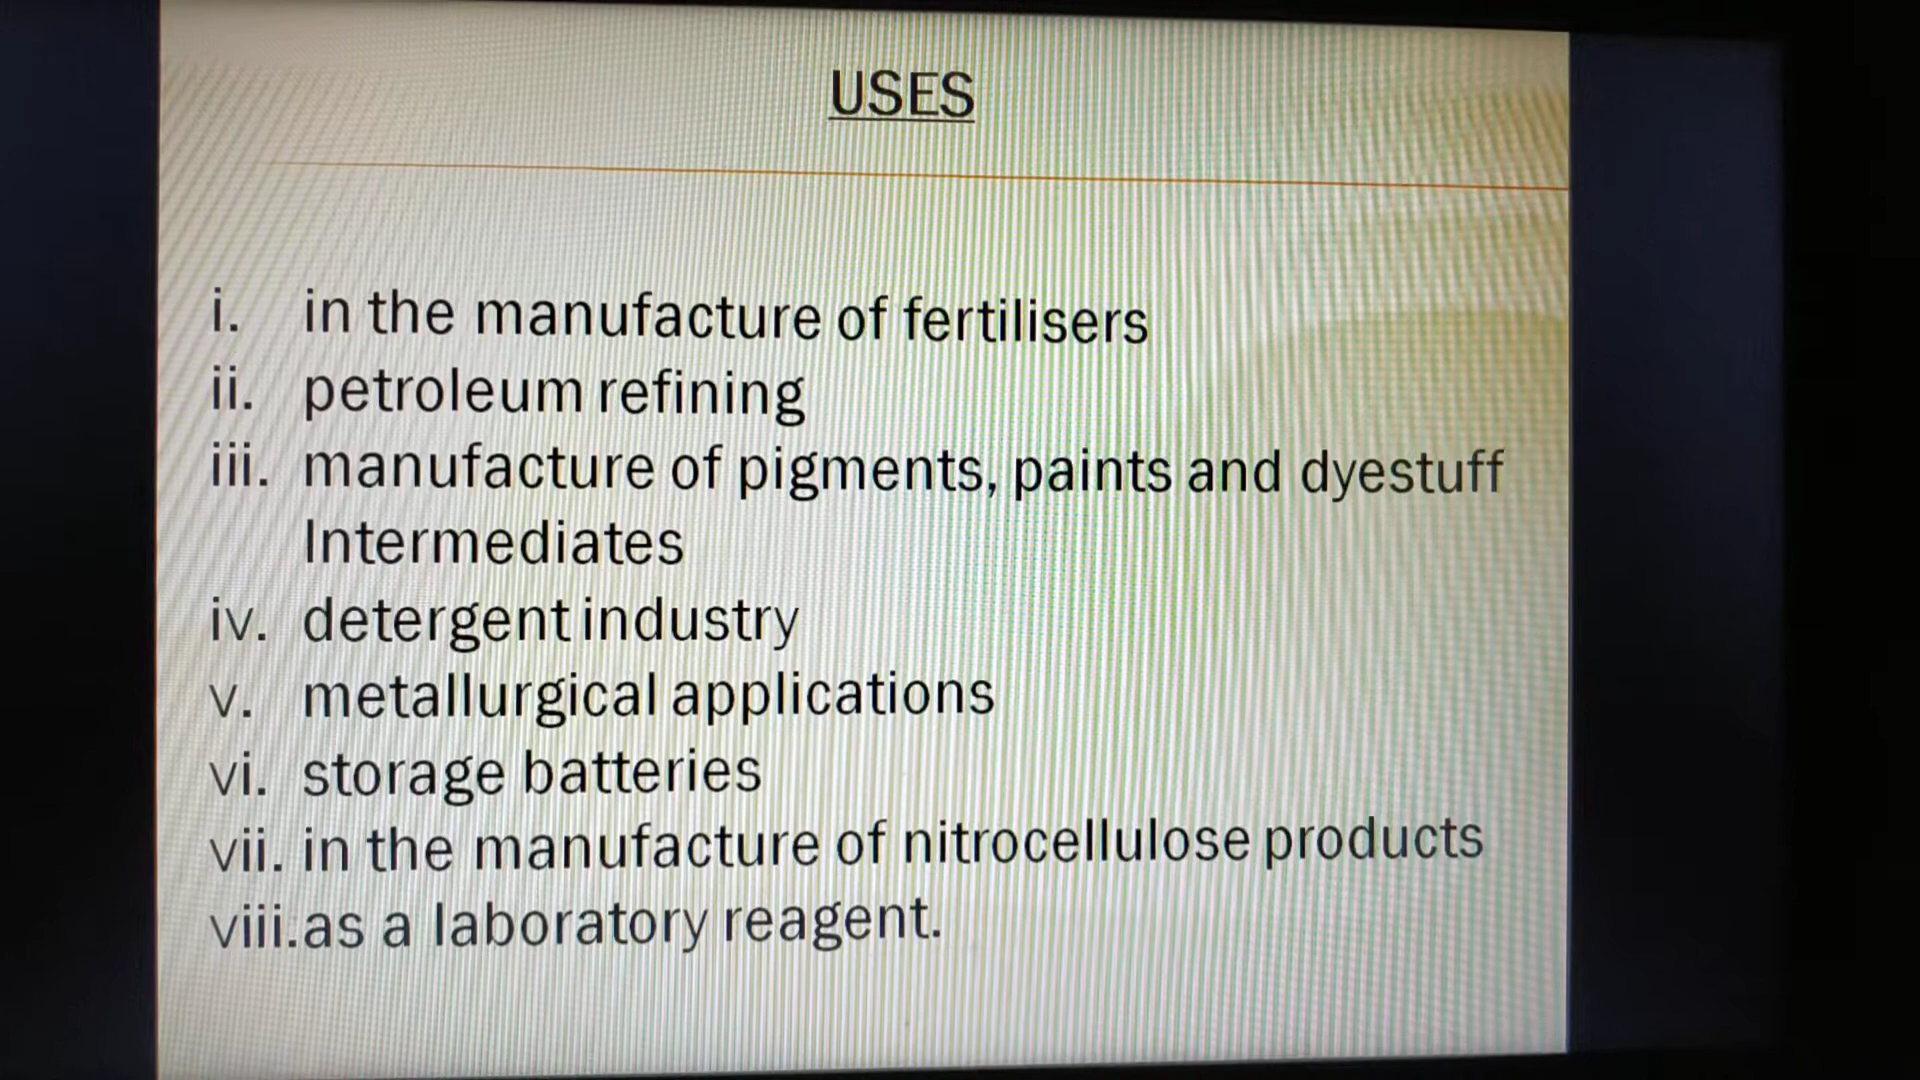 USES
i. in the manufacture of fertilisers
ii. petroleum refining
iii. manufacture of pigments, paints and dyestuff
Intermediates
iv. detergent industry
v. metallurgical applications
vi. storage batteries
vii. in the manufacture of nitrocellulose products
viii.as a laboratory reagent.